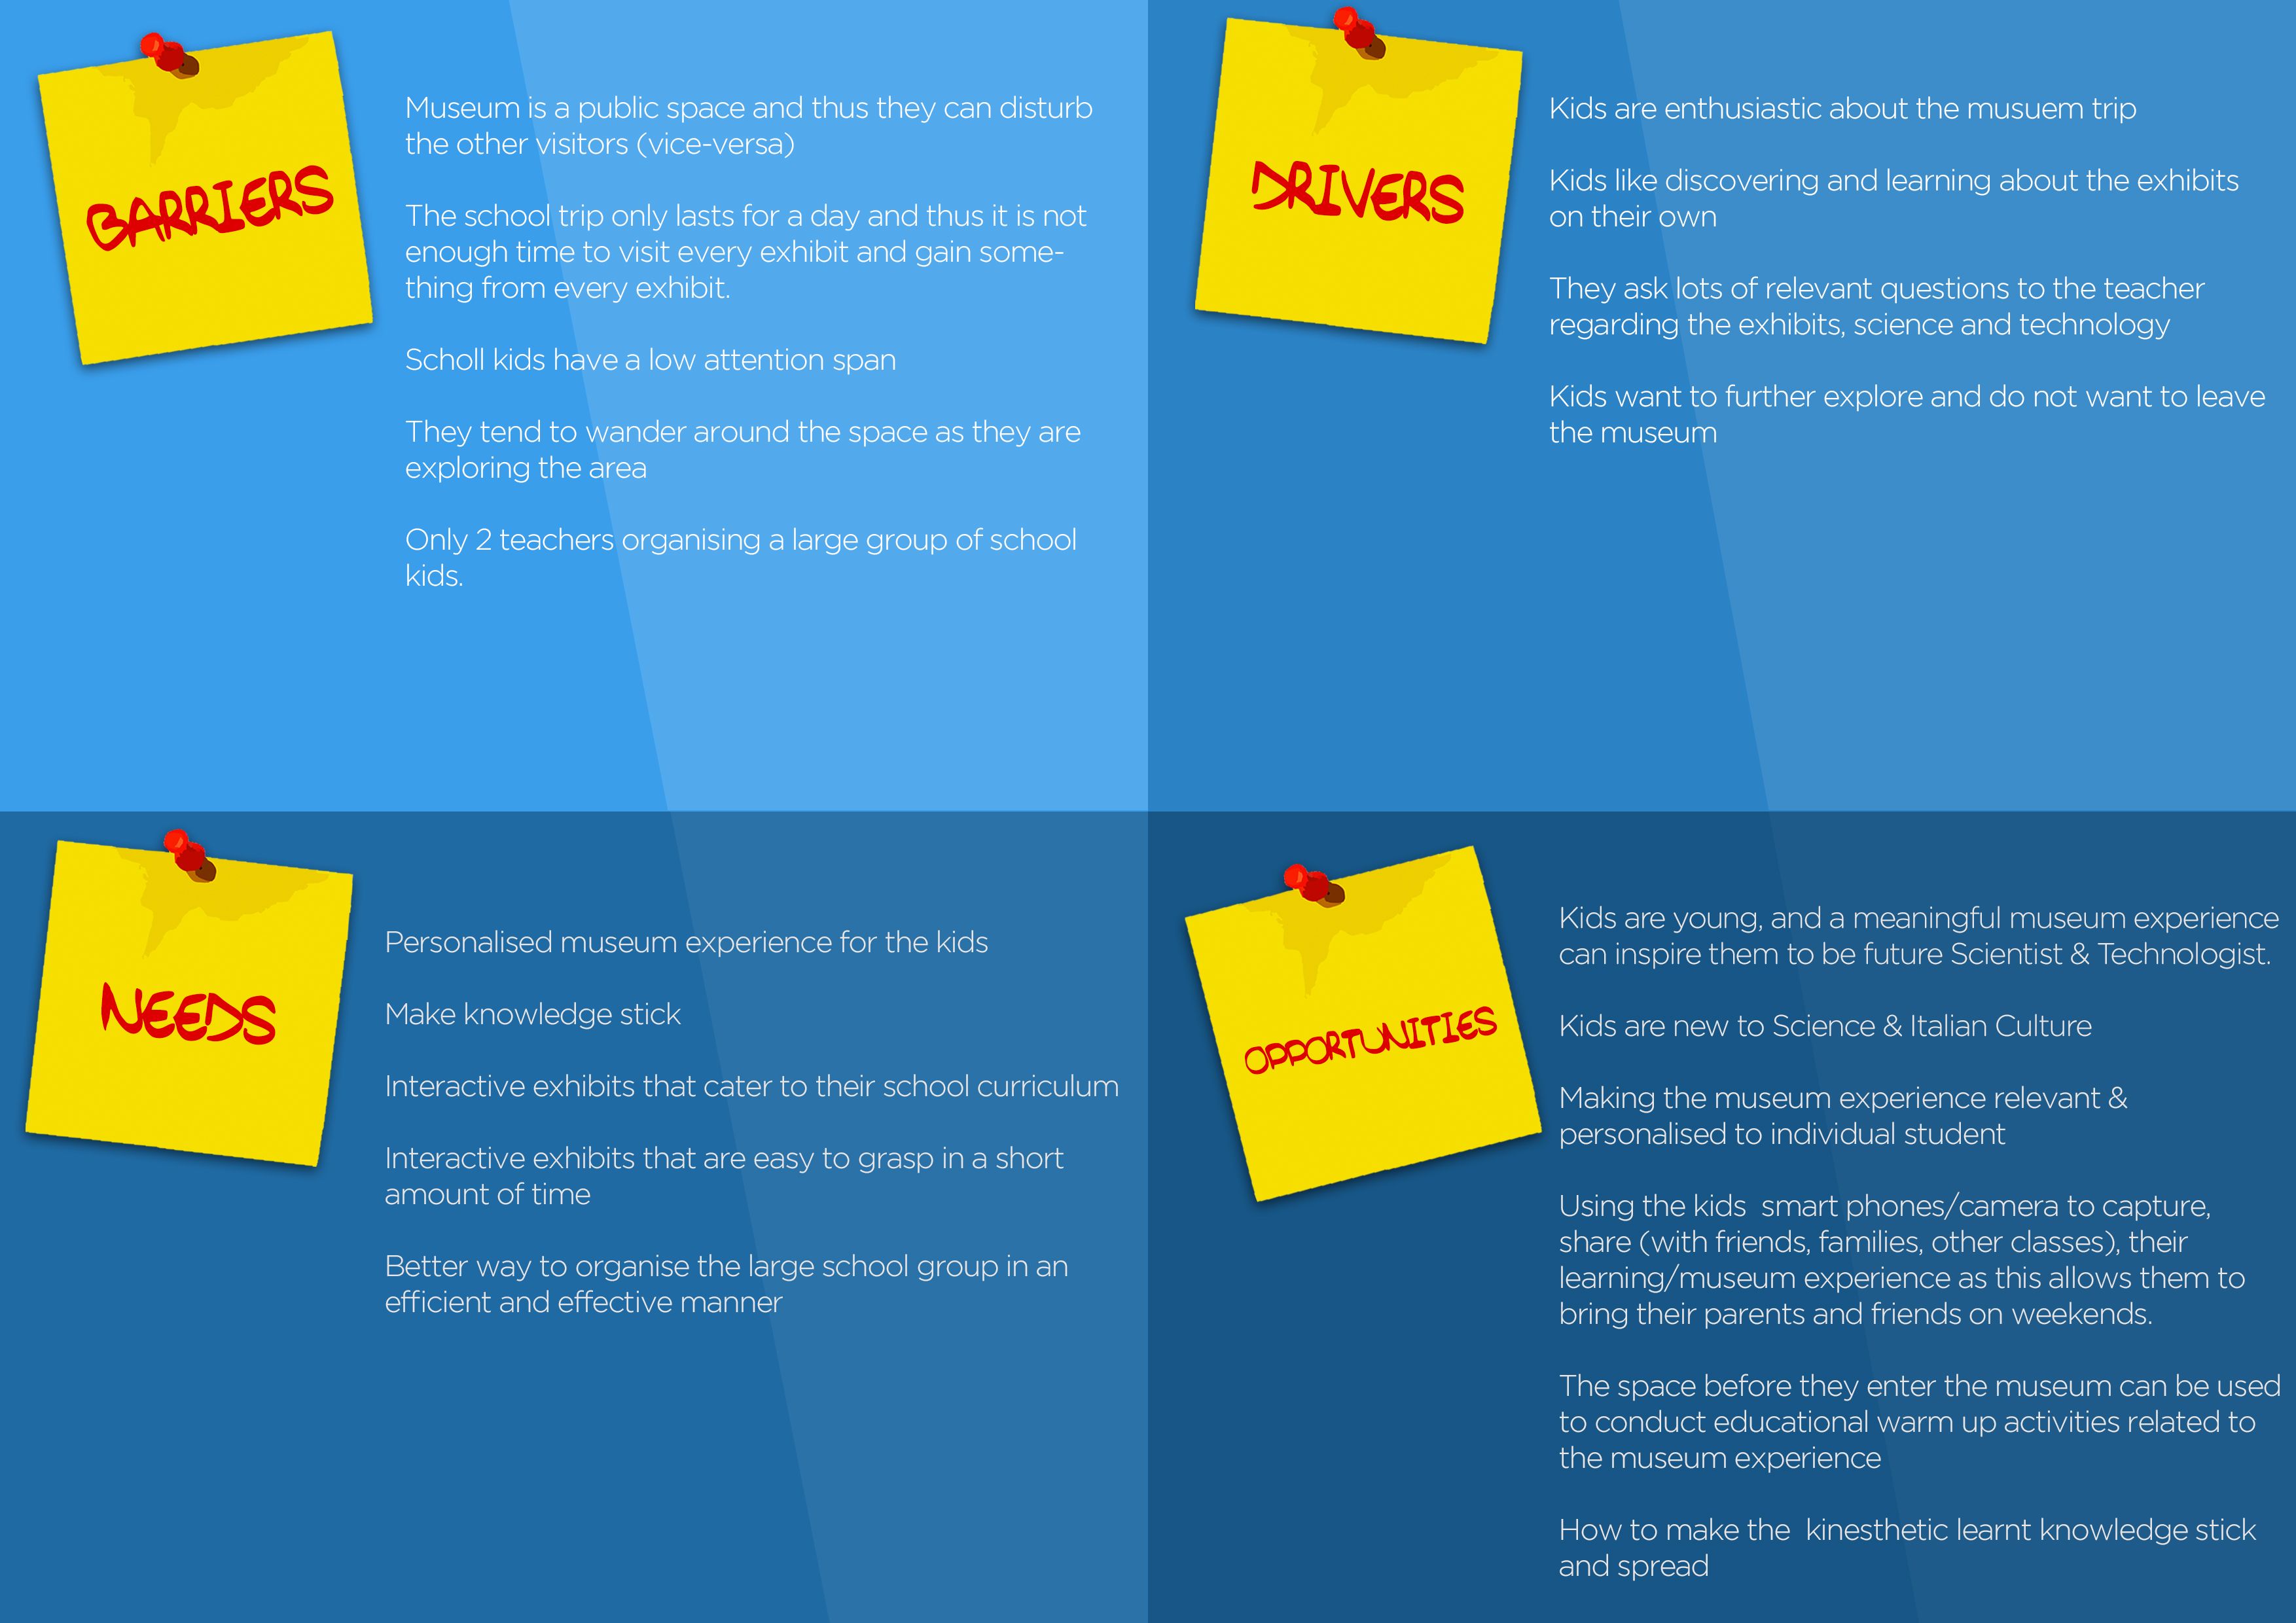 BARRIERS
Museum is a public space and thus they can disturb
the other visitors (vice-versa)
The school trip only lasts for a day and thus it is not
enough time to visit every exhibit and gain some-
thing from every exhibit.
Scholl kids have a low attention span
They tend to wander around the space as they are
exploring the area
Only 2 teachers organising a large group of school
kids.
DRIVERS
Kids are enthusiastic about the musuem trip
Kids like discovering and learning about the exhibits
on their own
They ask lots of relevant questions to the teacher
regarding the exhibits, science and technology
Kids want to further explore and do not want to leave
the museum
NEEDS
Personalised museum experience for the kids
Make knowledge stick
Interactive exhibits that cater to their school curriculum
Interactive exhibits that are easy to grasp in a short
amount of time
Better way to organise the large school group in an
efficient and effective manner
OPPORTUNITIES
Kids are young, and a meaningful museum experience
can inspire them to be future Scientist & Technologist.
Kids are new to Science & Italian Culture
Making the museum experience relevant &
personalised to individual student
Using the kids  smart phones/camera to capture,
share (with friends, families, other classes), their
learning/museum experience as this allows them to
bring their parents and friends on weekends.
The space before they enter the museum can be used
to conduct educational warm up activities related to
the museum experience
How to make the  kinesthetic learnt knowledge stick
and spread